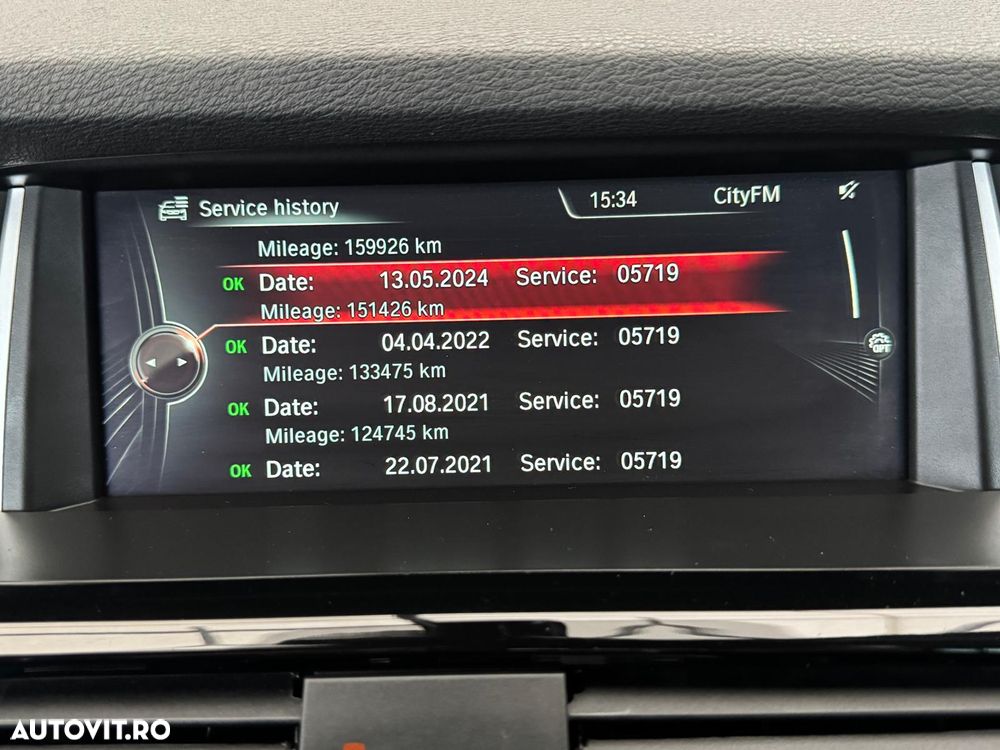 Service history 15:34 CityFM
Mileage: 159926 km
OK Date: 13.05.2024 Service: 05719
Mileage: 151426 km
OK Date: 04.04.2022 Service: 05719
Mileage: 133475 km
OK Date: 17.08.2021 Service: 05719
Mileage: 124745 km
OK Date: 22.07.2021 Service: 05719
OPT
AUTOVIT.RO